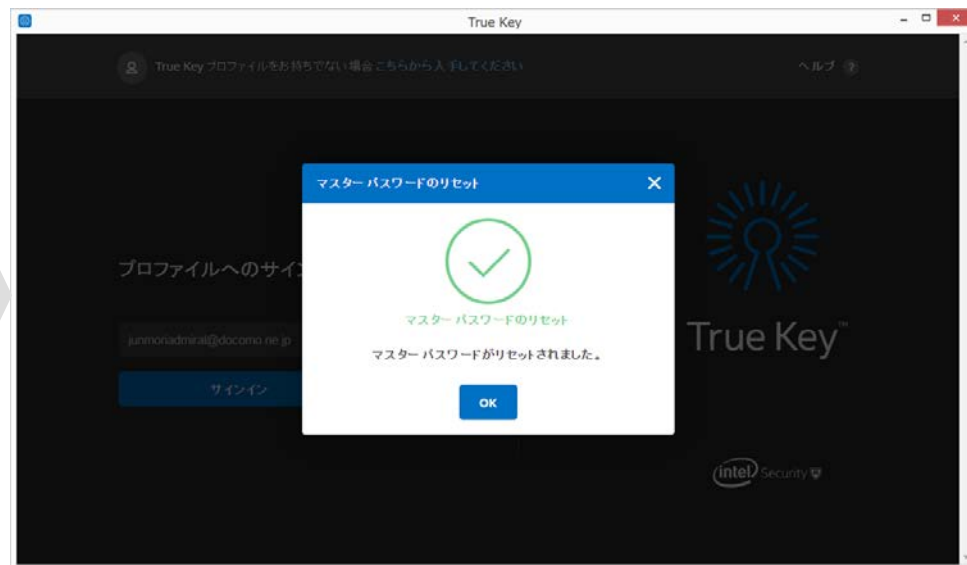 True Key
True Key プロファイルをお持ちでない場合 こちらから入手してください
ヘルプ ?
マスター パスワードのリセット
プロファイルへのサイ
マスター パスワードのリセット
junmoriadmiral@docomo.ne.jp
マスター パスワードがリセットされました。
True Key™
サインイン
OK
intel Security